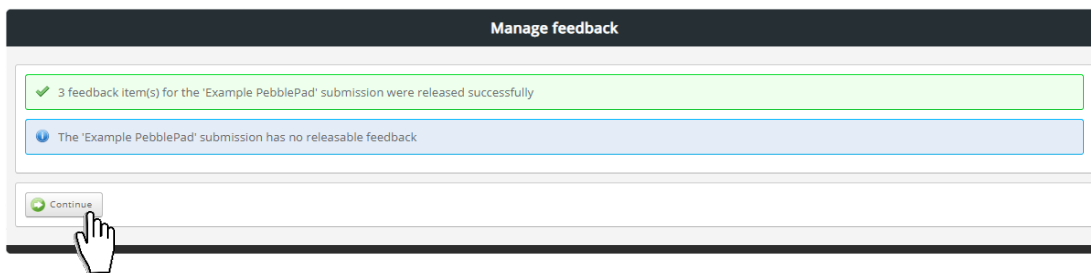 Manage feedback
3 feedback item(s) for the 'Example PebblePad' submission were released successfully
The 'Example PebblePad' submission has no releasable feedback
Continue